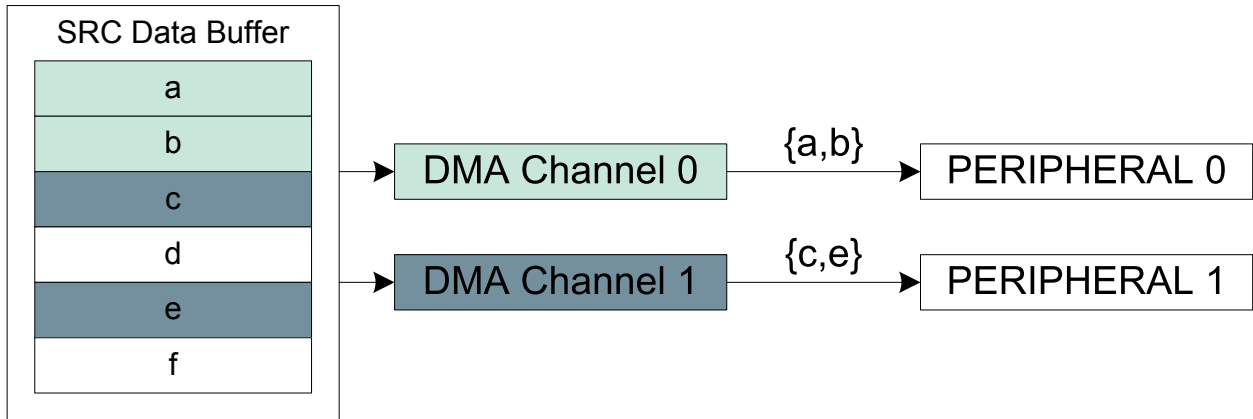 SRC Data Buffer
a
b
c
d
e
f
DMA Channel 0
{a,b}
PERIPHERAL 0
DMA Channel 1
{c,e}
PERIPHERAL 1